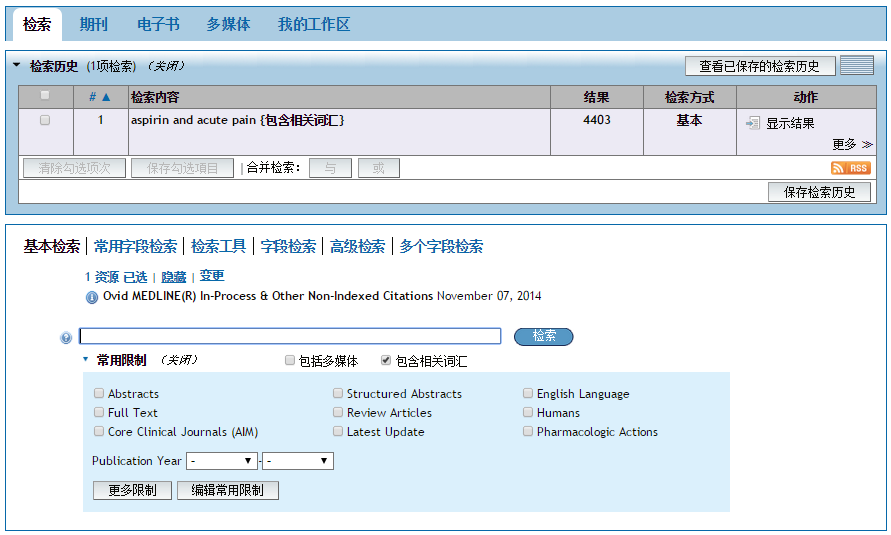 检索 期刊 电子书 多媒体 我的工作区
检索历史 (1项检索) (关闭) 查看已保存的检索历史
# ▲ 检索内容 结果 检索方式 动作
1 aspirin and acute pain {包含相关词汇} 4403 基本 显示结果
更多 ≫
清除勾选项次 保存勾选項目 | 合并检索： 与 或 RSS
保存检索历史
基本检索 | 常用字段检索 | 检索工具 | 字段检索 | 高级检索 | 多个字段检索
1 资源 已选 | 隐藏 | 变更
Ovid MEDLINE(R) In-Process & Other Non-Indexed Citations November 07, 2014
检索
常用限制 (关闭) 包括多媒体 包含相关词汇
Abstracts Structured Abstracts English Language
Full Text Review Articles Humans
Core Clinical Journals (AIM) Latest Update Pharmacologic Actions
Publication Year - - -
更多限制 编辑常用限制